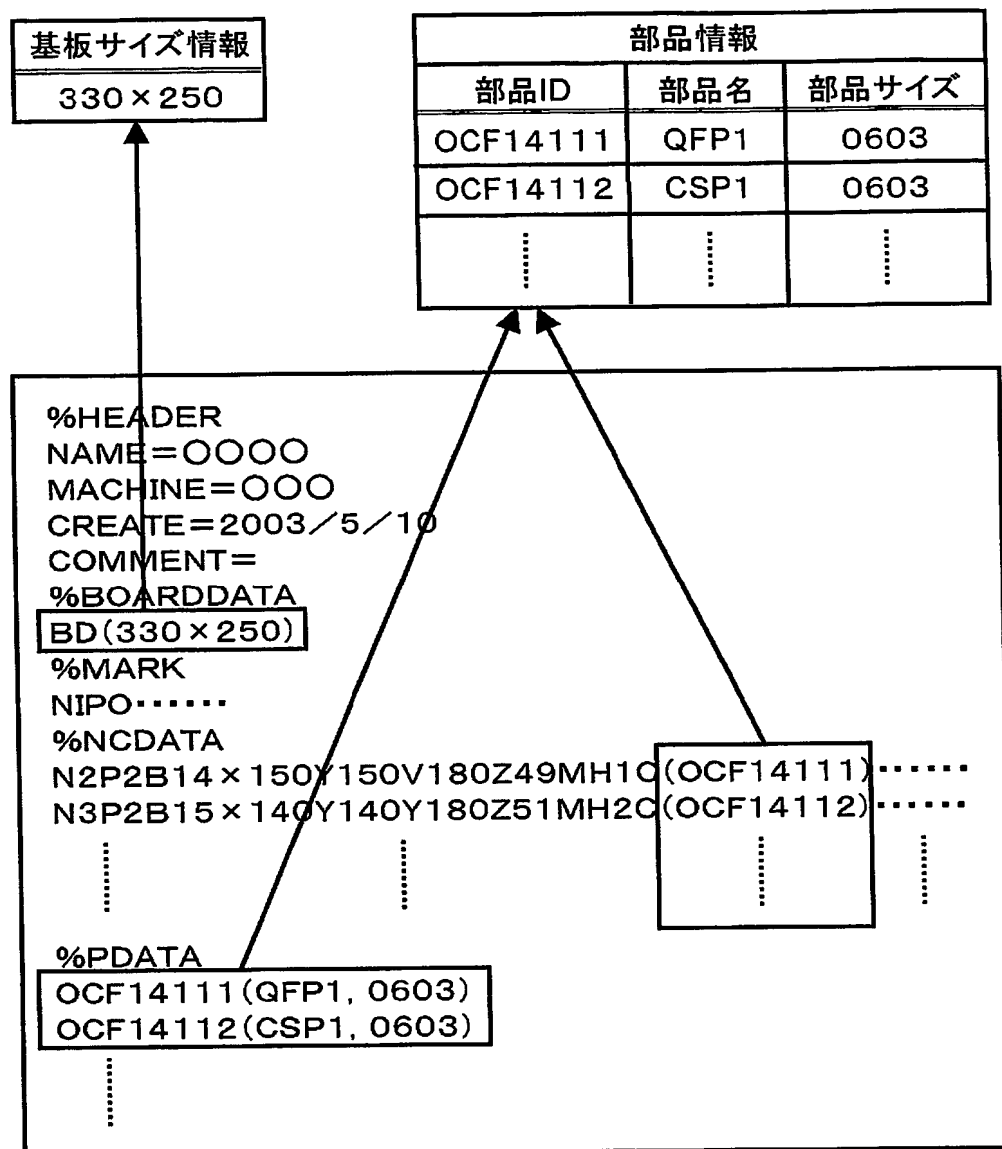 基板サイズ情報
330×250
部品情報
部品ID 部品名 部品サイズ
OCF14111 QFP1 0603
OCF14112 CSP1 0603
%HEADER
NAME=〇〇〇〇
MACHINE=〇〇〇
CREATE=2003/5/10
COMMENT=
%BOARDDATA
BD(330×250)
%MARK
NIPO‥‥‥
%NCDATA
N2P2B14×150Y150V180Z49MH1C(OCF14111)‥‥‥
N3P2B15×140Y140Y180Z51MH2C(OCF14112)‥‥‥
%PDATA
OCF14111(QFP1, 0603)
OCF14112(CSP1, 0603)